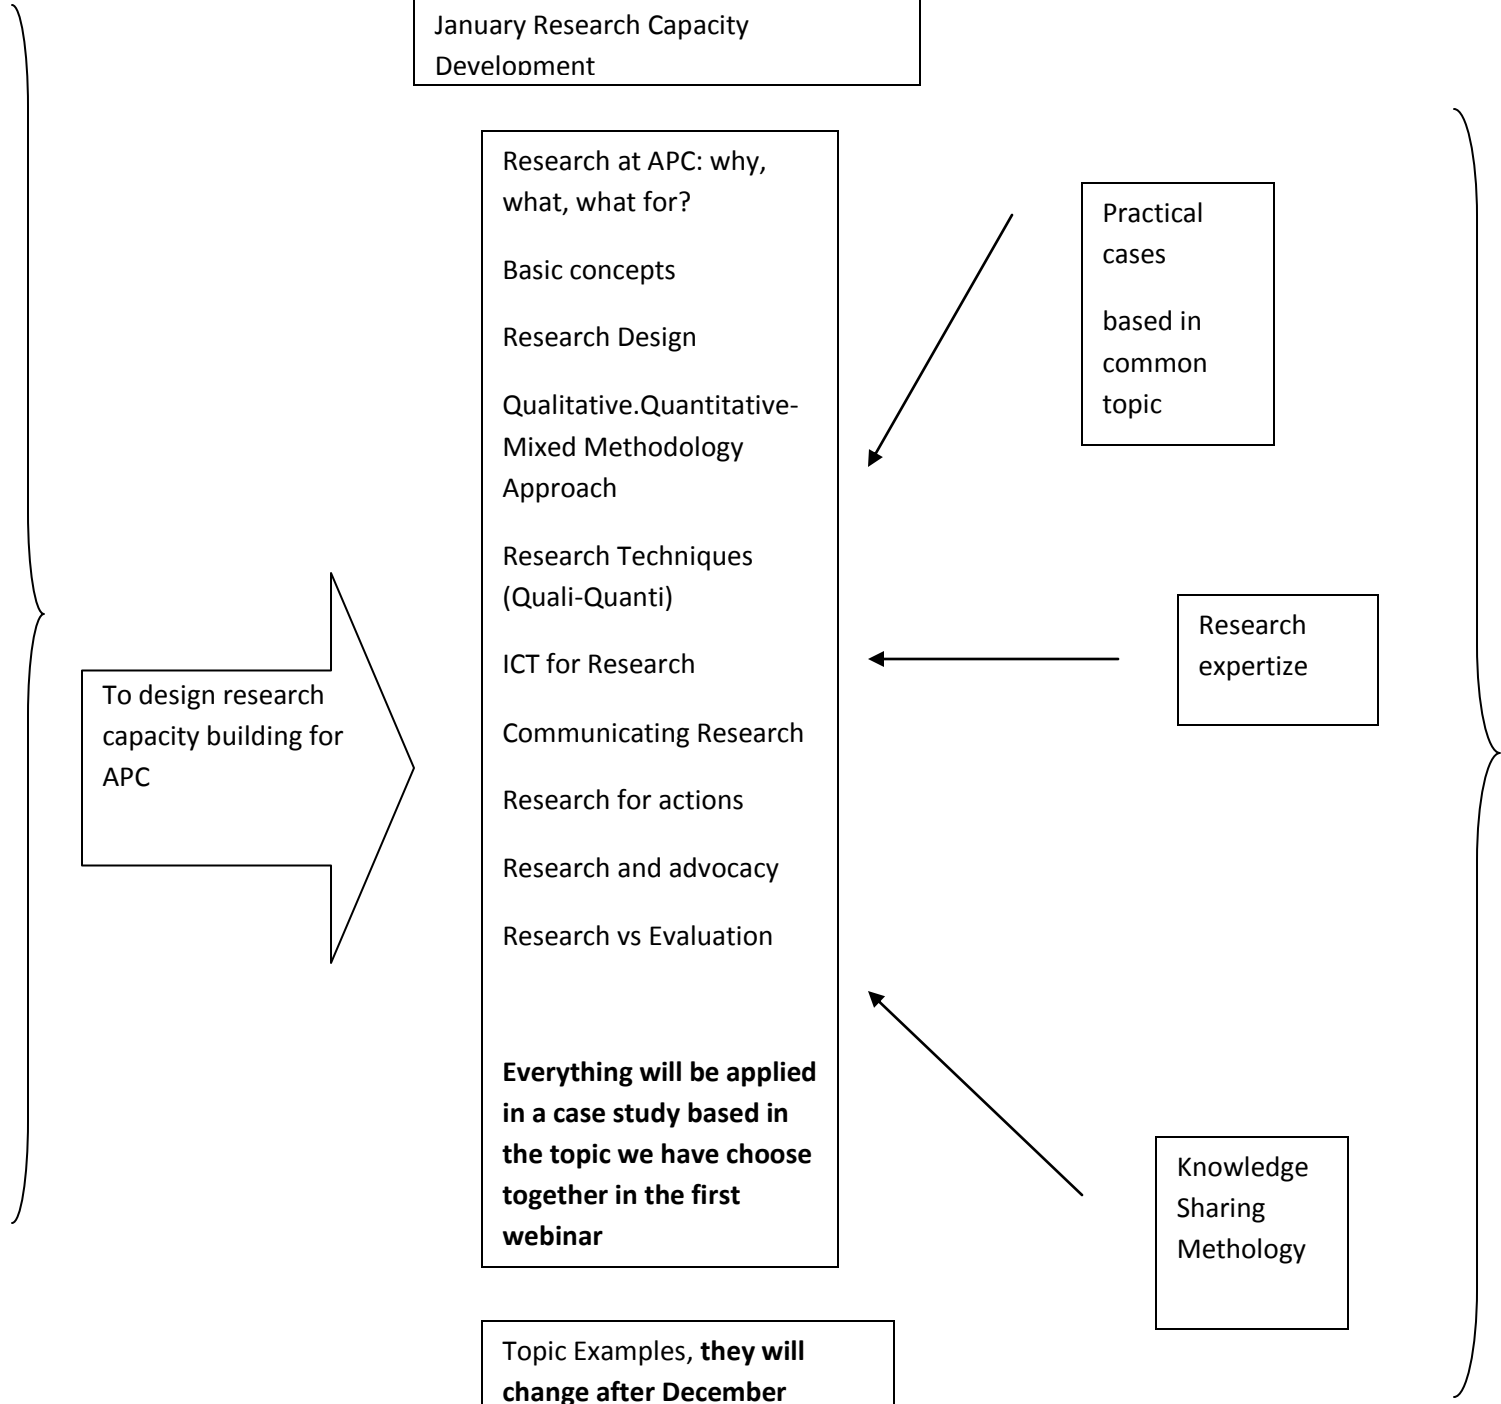 January Research Capacity
Development
Research at APC: why,
what, what for?
Basic concepts
Research Design
Qualitative.Quantitative-
Mixed Methodology
Approach
Research Techniques
(Quali-Quanti)
ICT for Research
Communicating Research
Research for actions
Research and advocacy
Research vs Evaluation
Everything will be applied
in a case study based in
the topic we have choose
together in the first
webinar
To design research
capacity building for
APC
Practical
cases
based in
common
topic
Research
expertize
Knowledge
Sharing
Methology
Topic Examples, they will
change after December